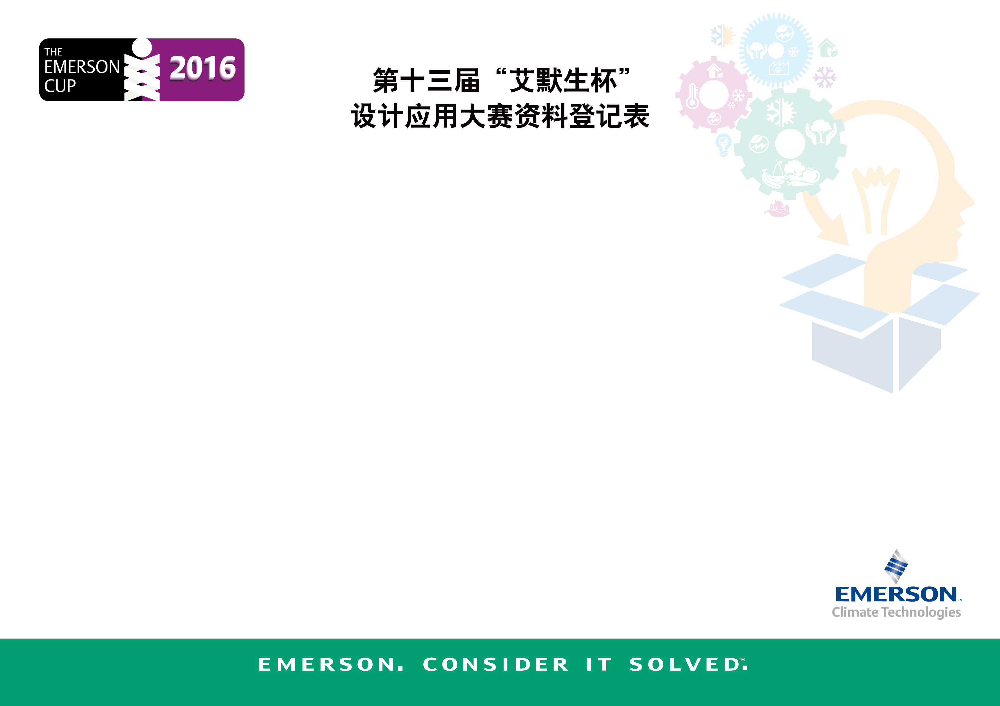 THE
EMERSON
CUP
2016
第十三届 “艾默生杯”
设计应用大赛资料登记表
EMERSON™
Climate Technologies
EMERSON. CONSIDER IT SOLVED.™